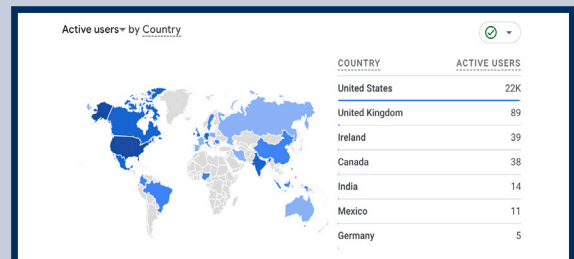 Active users by Country
COUNTRY ACTIVE USERS
United States 22K
United Kingdom 89
Ireland 39
Canada 38
India 14
Mexico 11
Germany 5